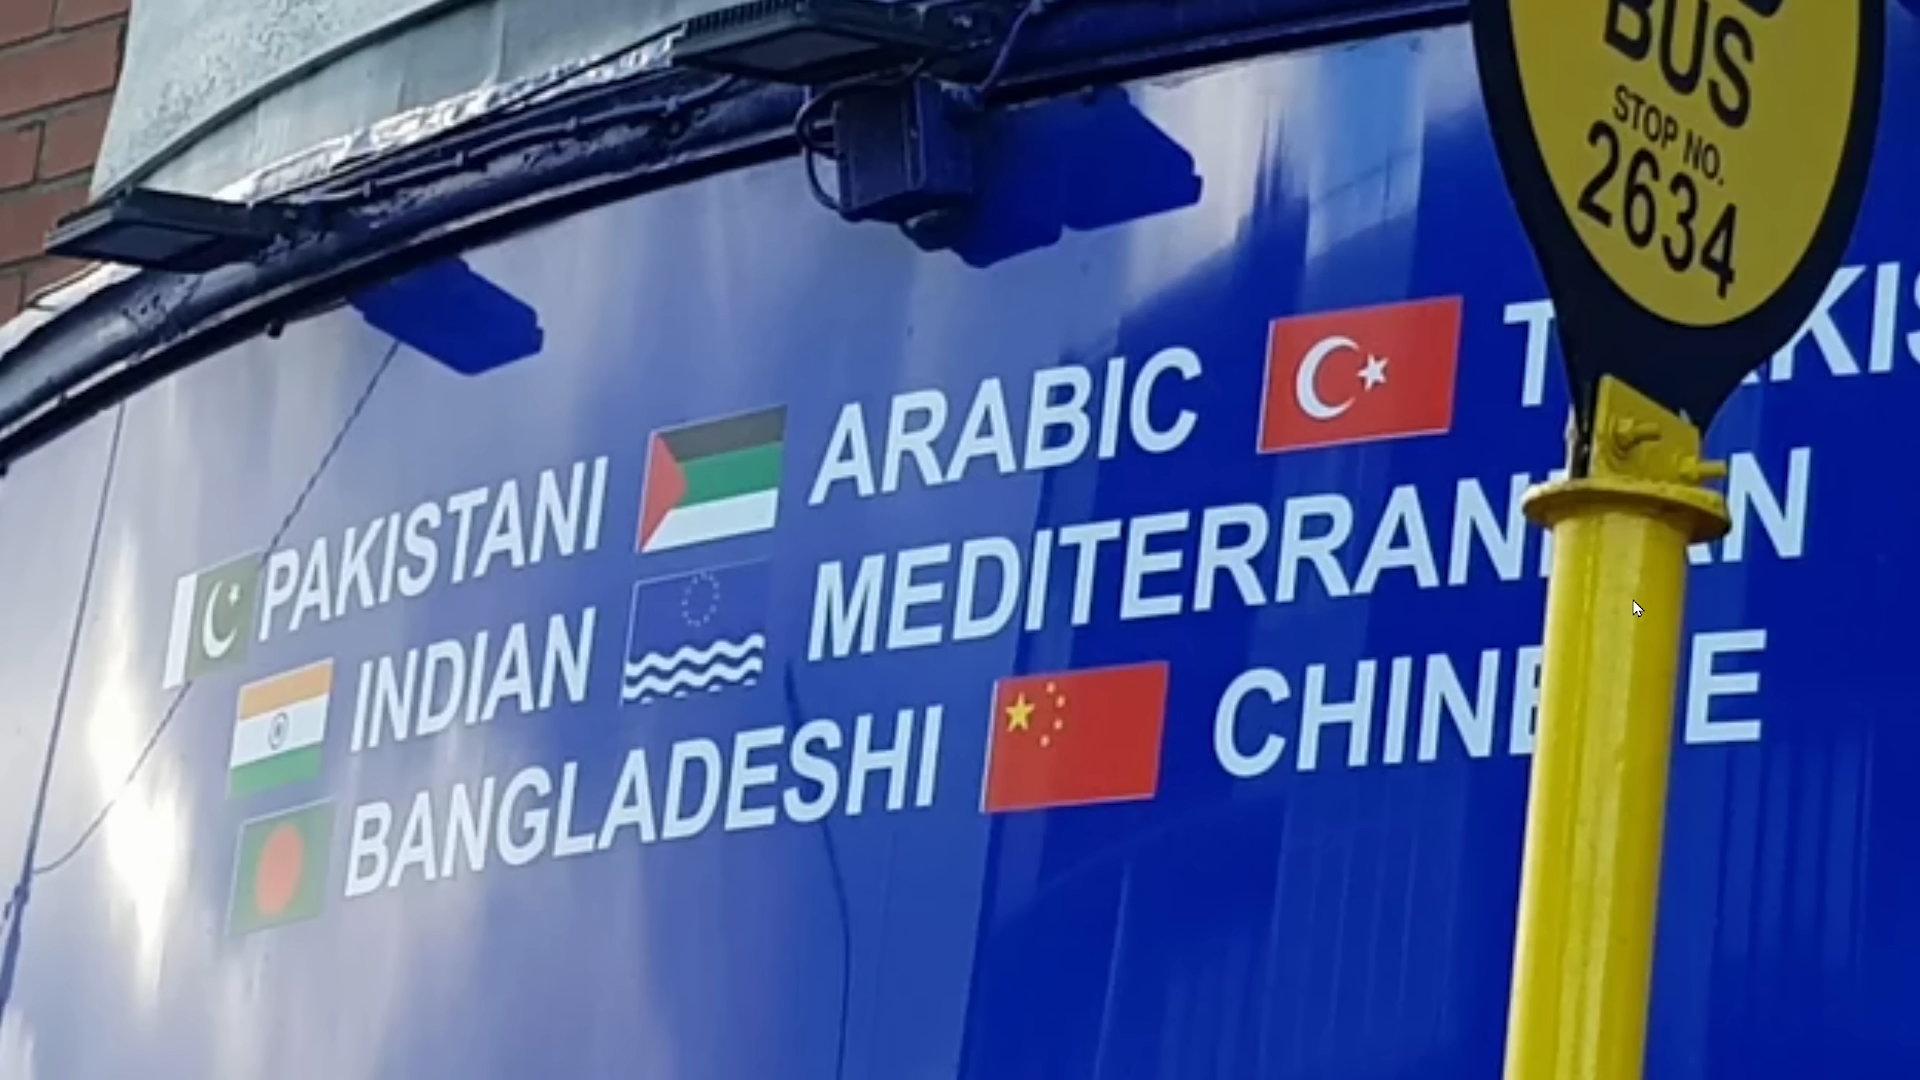 BUS
STOP NO.
2634
PAKISTANI ARABIC
INDIAN MEDITERRANEAN
BANGLADESHI CHINESE